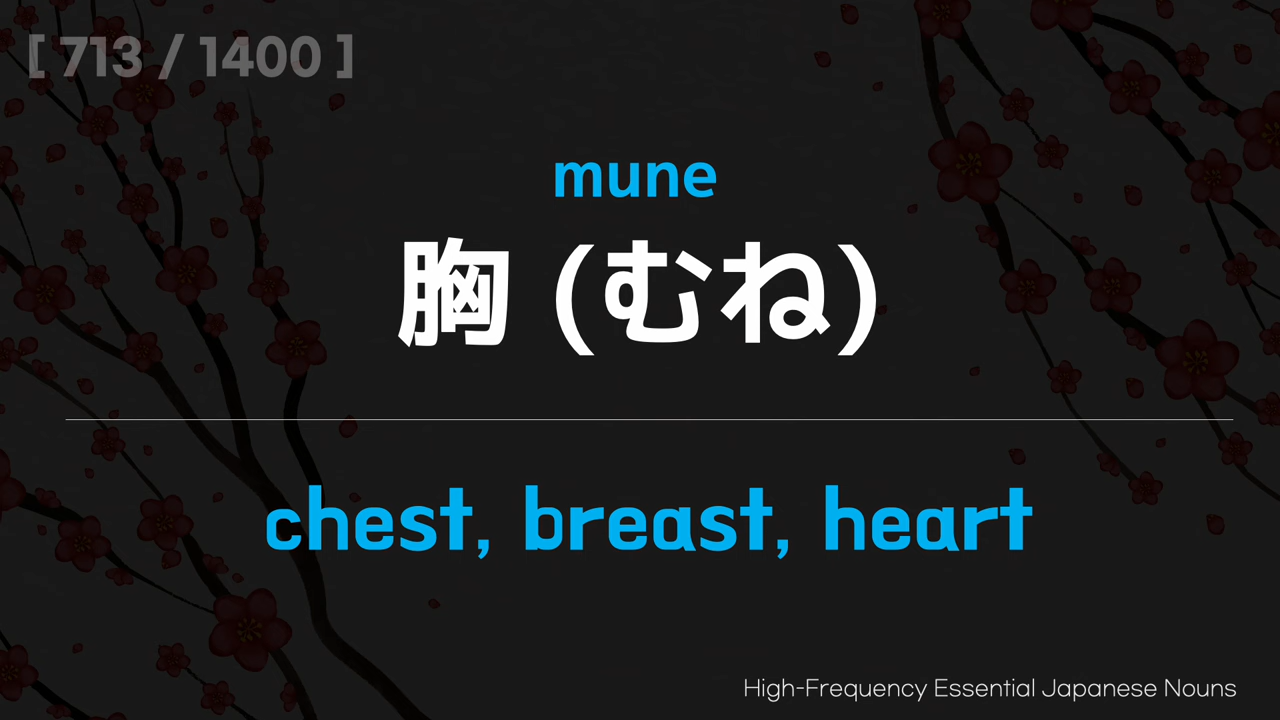 [ 713 / 1400 ]
mune
胸 (むね)
chest, breast, heart
High-Frequency Essential Japanese Nouns